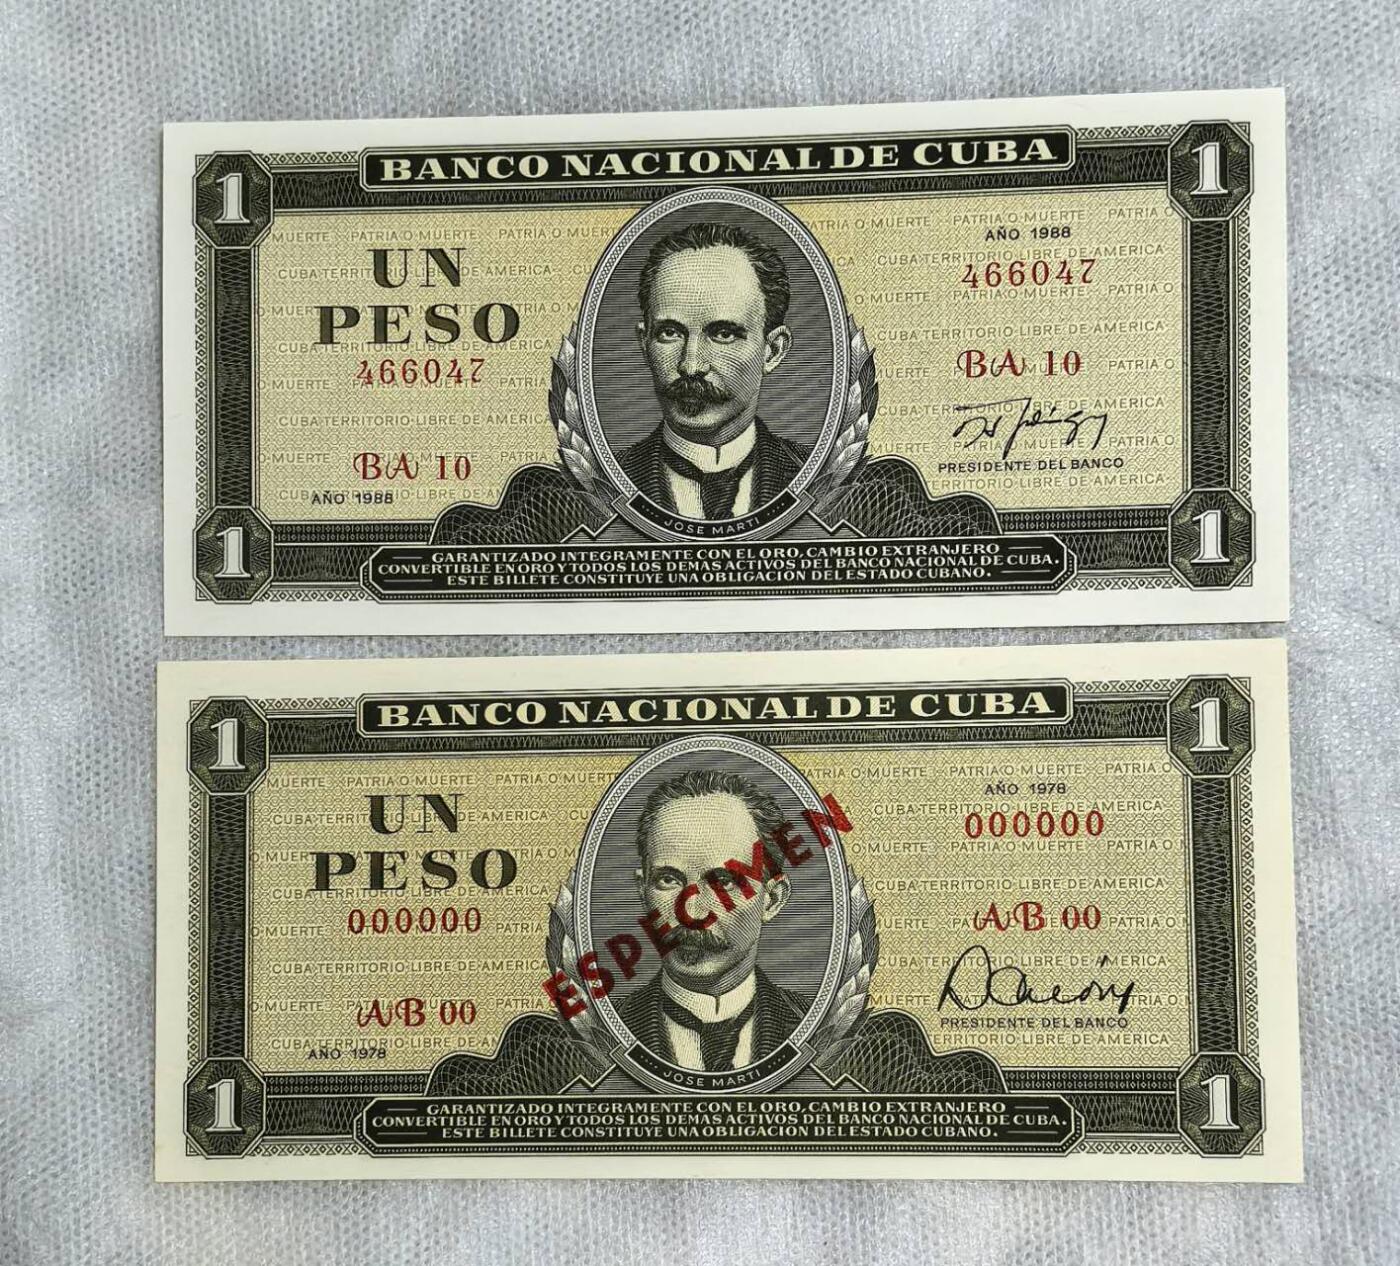 BANCO NACIONAL DE CUBA
1 1
UN
PESO
466047
BA 10
AÑO 1988
AÑO 1988
466047
BA 10
PRESIDENTE DEL BANCO
PATRIA O MUERTE
CUBA TERRITORIO LIBRE DE AMERICA
JOSE MARTI
1 1
GARANTIZADO INTEGRAMENTE CON EL ORO, CAMBIO EXTRANJERO
CONVERTIBLE EN ORO Y TODOS LOS DEMAS ACTIVOS DEL BANCO NACIONAL DE CUBA.
ESTE BILLETE CONSTITUYE UNA OBLIGACIÓN DEL ESTADO CUBANO.
BANCO NACIONAL DE CUBA
1 1
UN
PESO
000000
AB 00
AÑO 1978
ESPECIMEN
AÑO 1978
000000
AB 00
PRESIDENTE DEL BANCO
PATRIA O MUERTE
CUBA TERRITORIO LIBRE DE AMERICA
JOSE MARTI
1 1
GARANTIZADO INTEGRAMENTE CON EL ORO, CAMBIO EXTRANJERO
CONVERTIBLE EN ORO Y TODOS LOS DEMAS ACTIVOS DEL BANCO NACIONAL DE CUBA.
ESTE BILLETE CONSTITUYE UNA OBLIGACIÓN DEL ESTADO CUBANO.